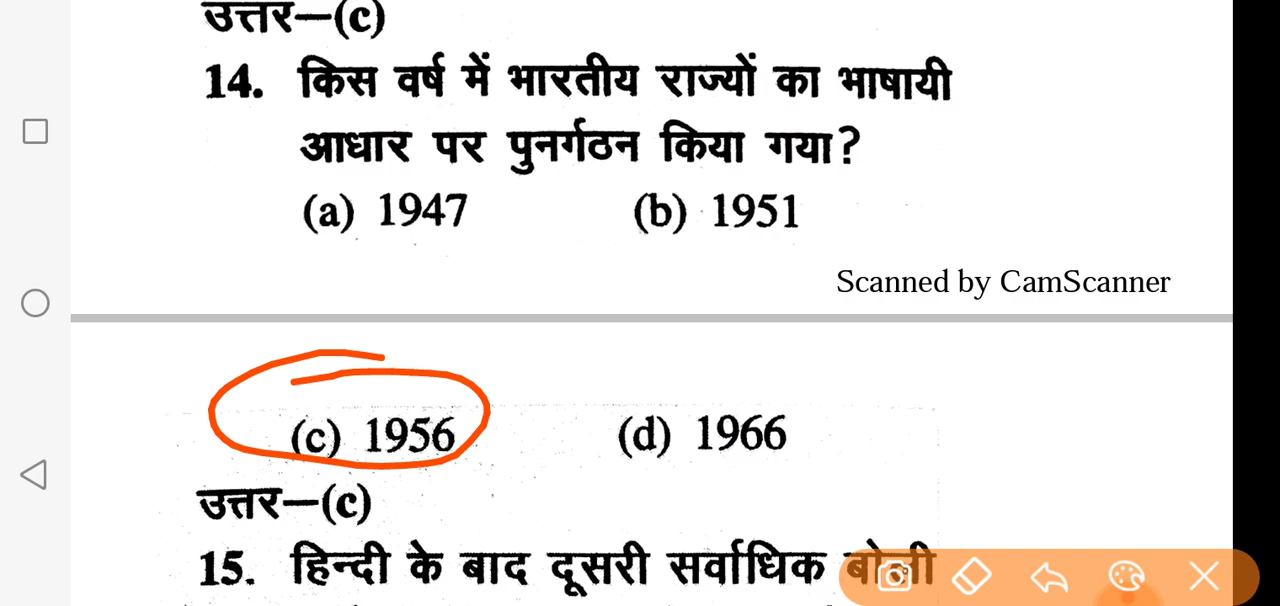 उत्तर—(c)
14. किस वर्ष में भारतीय राज्यों का भाषायी
आधार पर पुनर्गठन किया गया?
(a) 1947 (b) 1951
Scanned by CamScanner
(c) 1956 (d) 1966
उत्तर—(c)
15. हिन्दी के बाद दूसरी सर्वाधिक बोली